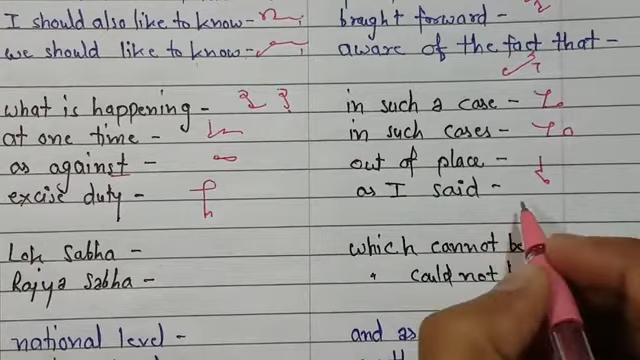 I should also like to know-
we should like to know-
what is happening -
at one time -
as against -
excise duty -
Lok Sabha -
Rajya Sabha -
national level -
brought forward -
aware of the fact that -
in such a case -
in such cases -
out of place -
as I said -
which cannot be
" could not
and as